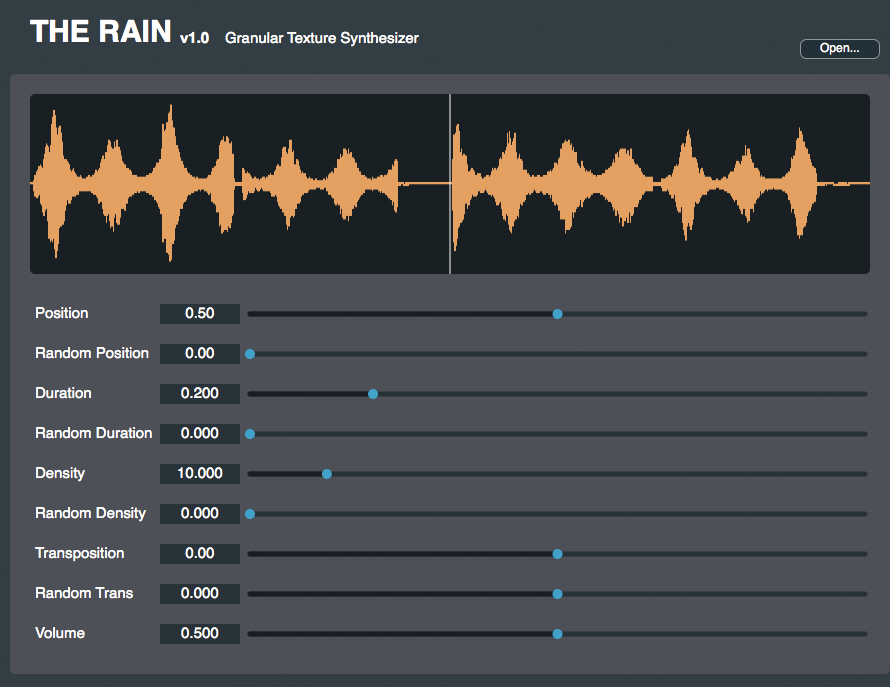 THE RAIN v1.0 Granular Texture Synthesizer
Open...
Position 0.50
Random Position 0.00
Duration 0.200
Random Duration 0.000
Density 10.000
Random Density 0.000
Transposition 0.00
Random Trans 0.000
Volume 0.500